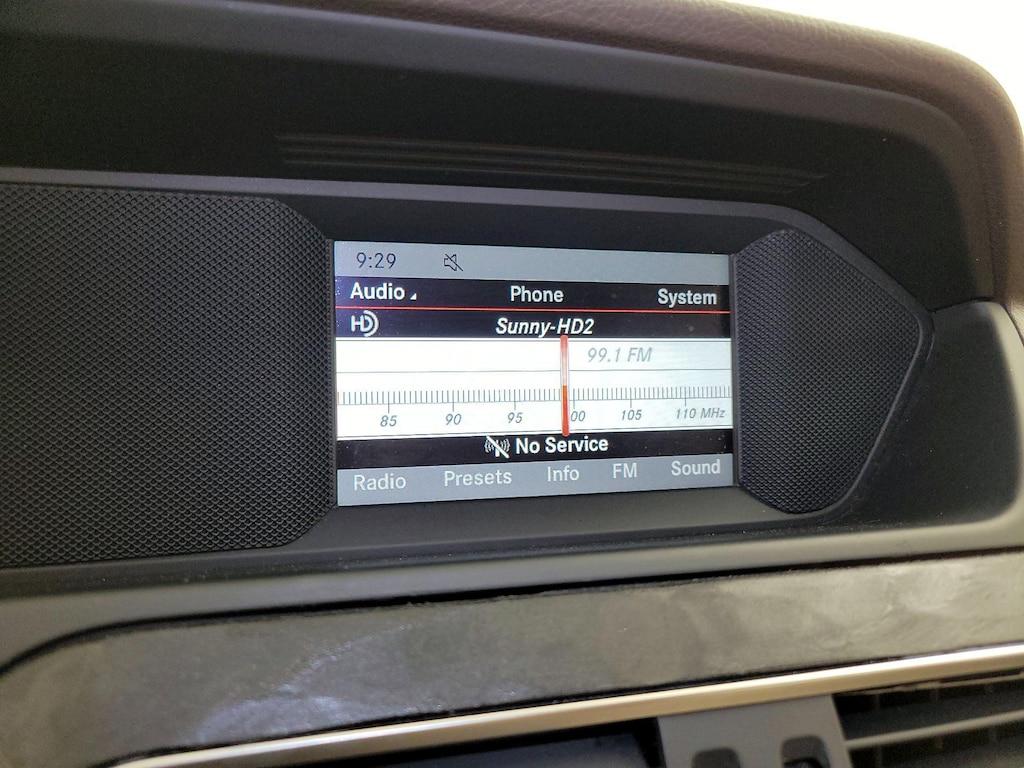 9:29
Audio Phone System
HD Sunny-HD2
99.1 FM
85 90 95 00 105 110 MHz
No Service
Radio Presets Info FM Sound